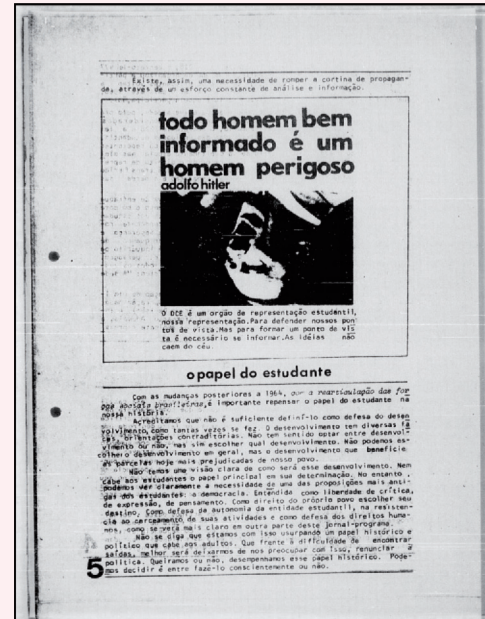 Existe, assim, uma necessidade de romper a cortina de propagan-
da, através de um esforço constante de análise e informação.
todo homem bem
informado é um
homem perigoso
adolfo hitler
O DCE é um orgão de representação estudantil,
nossa representação.Para defender nossos pon
tos de vista.Mas para formar um ponto de vis
ta é necessário se informar.As idéias não
caem do céu.
o papel do estudante
Com as mudanças posteriores a 1964, com a rearticulação das for
ças sociais brasileiras, é importante repensar o papel do estudante na
nossa história.
Acreditamos que não é suficiente definí-lo como defesa do desen
volvimento, como tantas vezes se fez. O desenvolvimento tem diversas fa
ces, orientações contraditórias. Não tem sentido optar entre desenvol-
vimento ou não, mas sim escolher qual desenvolvimento. Não podemos es-
colher o desenvolvimento em geral, mas o desenvolvimento que beneficie
as parcelas hoje mais prejudicadas de nosso povo.
Não temos uma visão clara de como será esse desenvolvimento. Nem
cabe aos estudantes o papel principal em sua determinação. No entanto ,
podemos ver claramente a necessidade de uma das proposições mais anti-
gas dos estudantes: a democracia. Entendida como liberdade de crítica,
de expressão, de pensamento. Como direito do próprio povo escolher seu
destino. Como defesa da autonomia da entidade estudantil, na resistên-
cia ao cerceamento de suas atividades e como defesa dos direitos huma-
nos, como se verá mais claro em outra parte deste jornal-programa.
Não se diga que estamos com isso usurpando um papel histórico e
político que cabe aos adultos. Que frente à dificuldade de encontrar
saídas, melhor será deixarmos de nos preocupar com isso, renunciar à
política. Queiramos ou não, desempenhamos esse papel histórico. Pode-
mos decidir é entre fazê-lo conscientemente ou não.
5